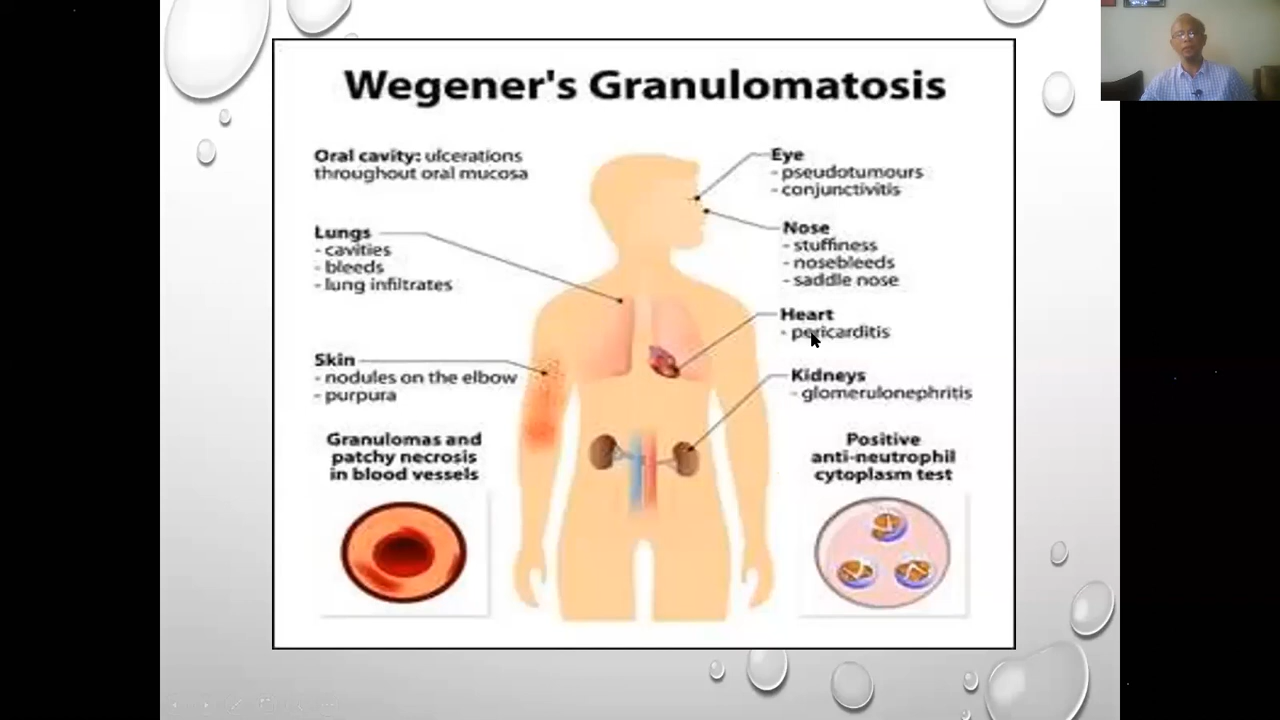 Wegener's Granulomatosis
Oral cavity: ulcerations
throughout oral mucosa
Lungs
- cavities
- bleeds
- lung infiltrates
Skin
- nodules on the elbow
- purpura
Granulomas and
patchy necrosis
in blood vessels
Eye
- pseudotumours
- conjunctivitis
Nose
- stuffiness
- nosebleeds
- saddle nose
Heart
- pericarditis
Kidneys
- glomerulonephritis
Positive
anti-neutrophil
cytoplasm test